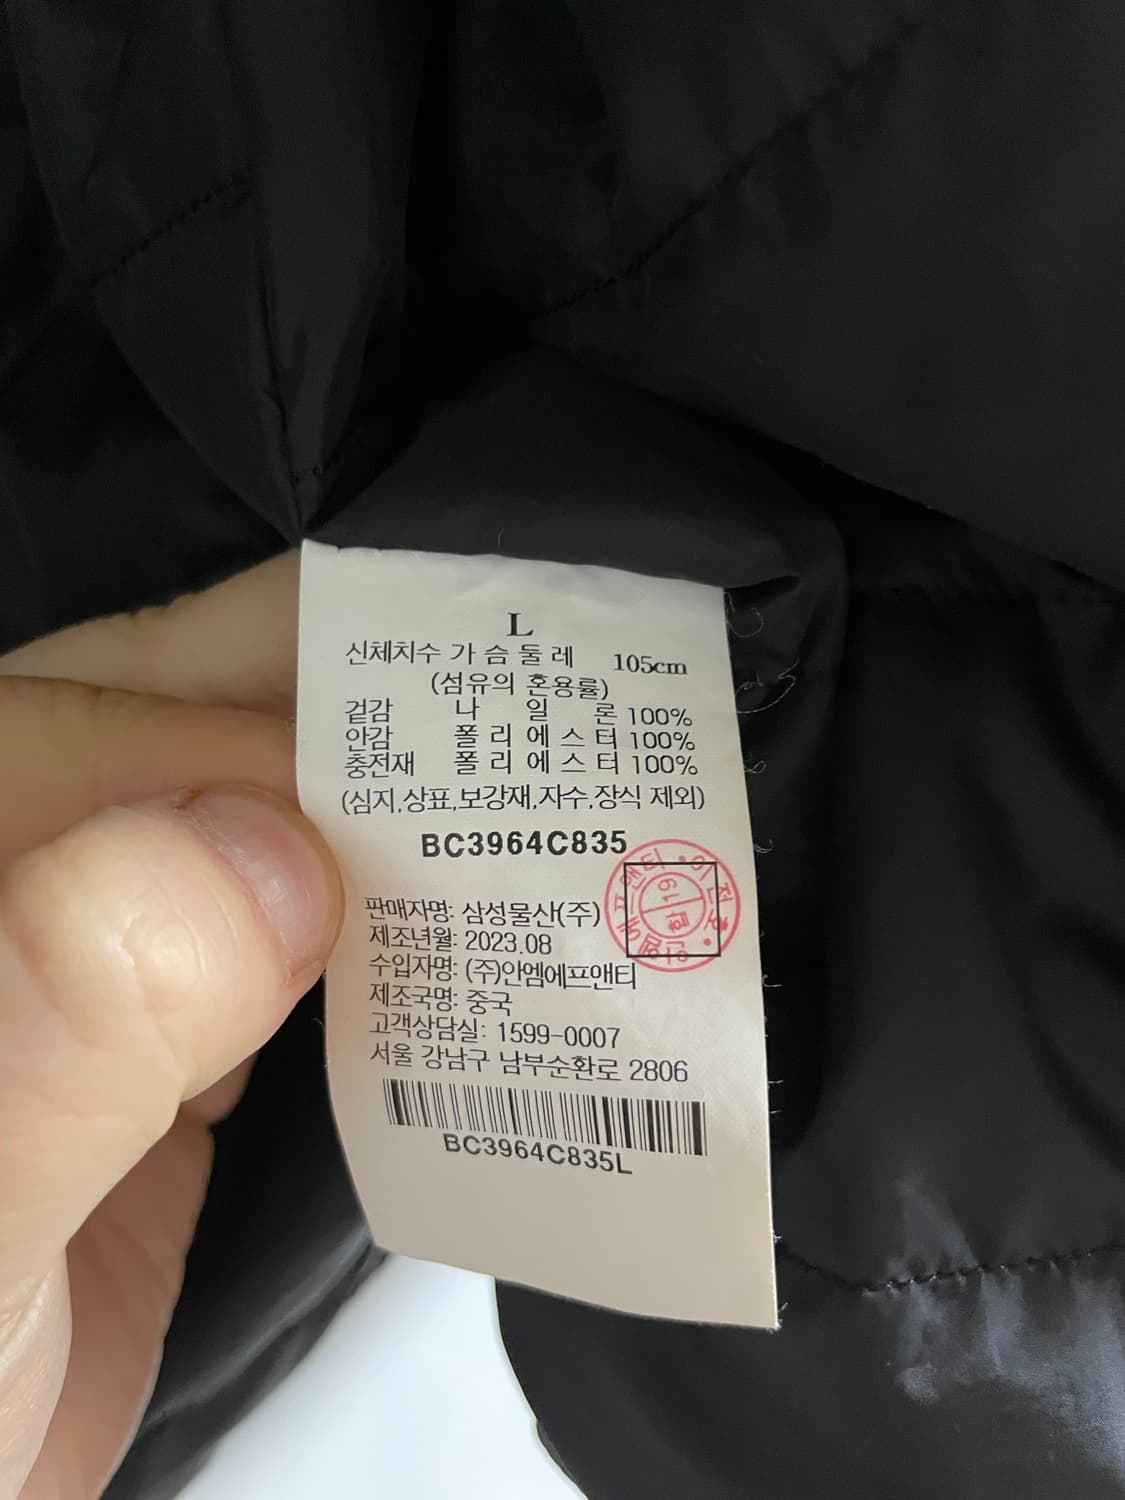 L
신체치수 가 슴 둘 레 105cm
(섬유의 혼용률)
겉감 나 일 론 100%
안감 폴 리 에 스 터 100%
충전재 폴 리 에 스 터 100%
(심지,상표,보강재,자수,장식 제외)
BC3964C835
판매자명: 삼성물산(주)
제조년월: 2023.08
수입자명: (주)안엠에프앤티
제조국명: 중국
고객상담실: 1599-0007
서울 강남구 남부순환로 2806
BC3964C835L